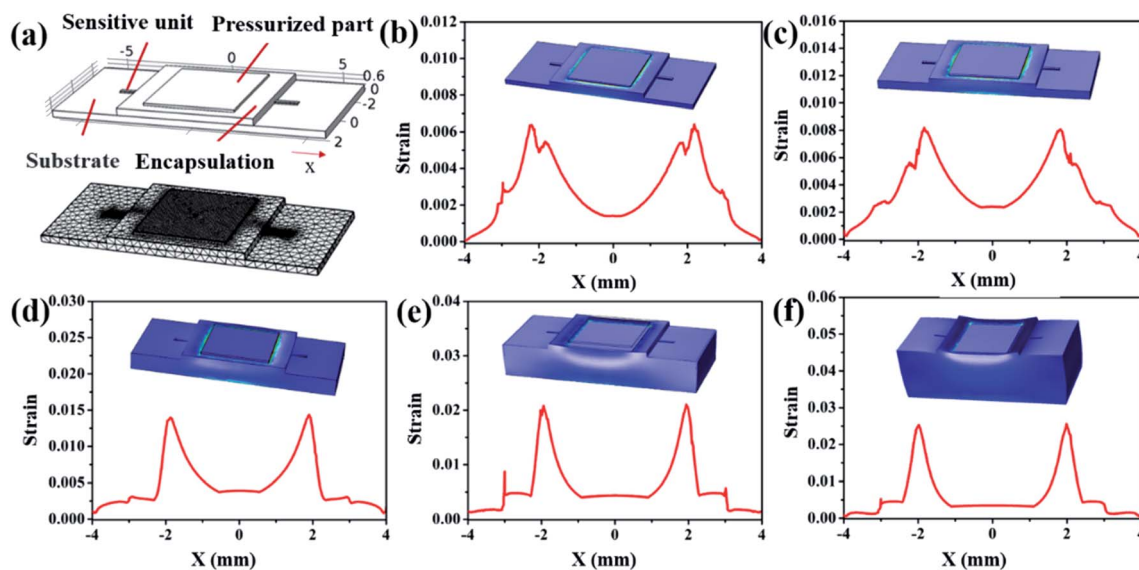 (a)
Sensitive unit Pressurized part
-5 0 5
0.6
0
-2
0
2
Substrate Encapsulation
X
(b)
Strain
0.012
0.010
0.008
0.006
0.004
0.002
0.000
-4 -2 0 2 4
X (mm)
(c)
Strain
0.016
0.014
0.012
0.010
0.008
0.006
0.004
0.002
0.000
-4 -2 0 2 4
X (mm)
(d)
Strain
0.030
0.025
0.020
0.015
0.010
0.005
0.000
-4 -2 0 2 4
X (mm)
(e)
Strain
0.04
0.03
0.02
0.01
0.00
-4 -2 0 2 4
X (mm)
(f)
Strain
0.06
0.05
0.04
0.03
0.02
0.01
0.00
-4 -2 0 2 4
X (mm)